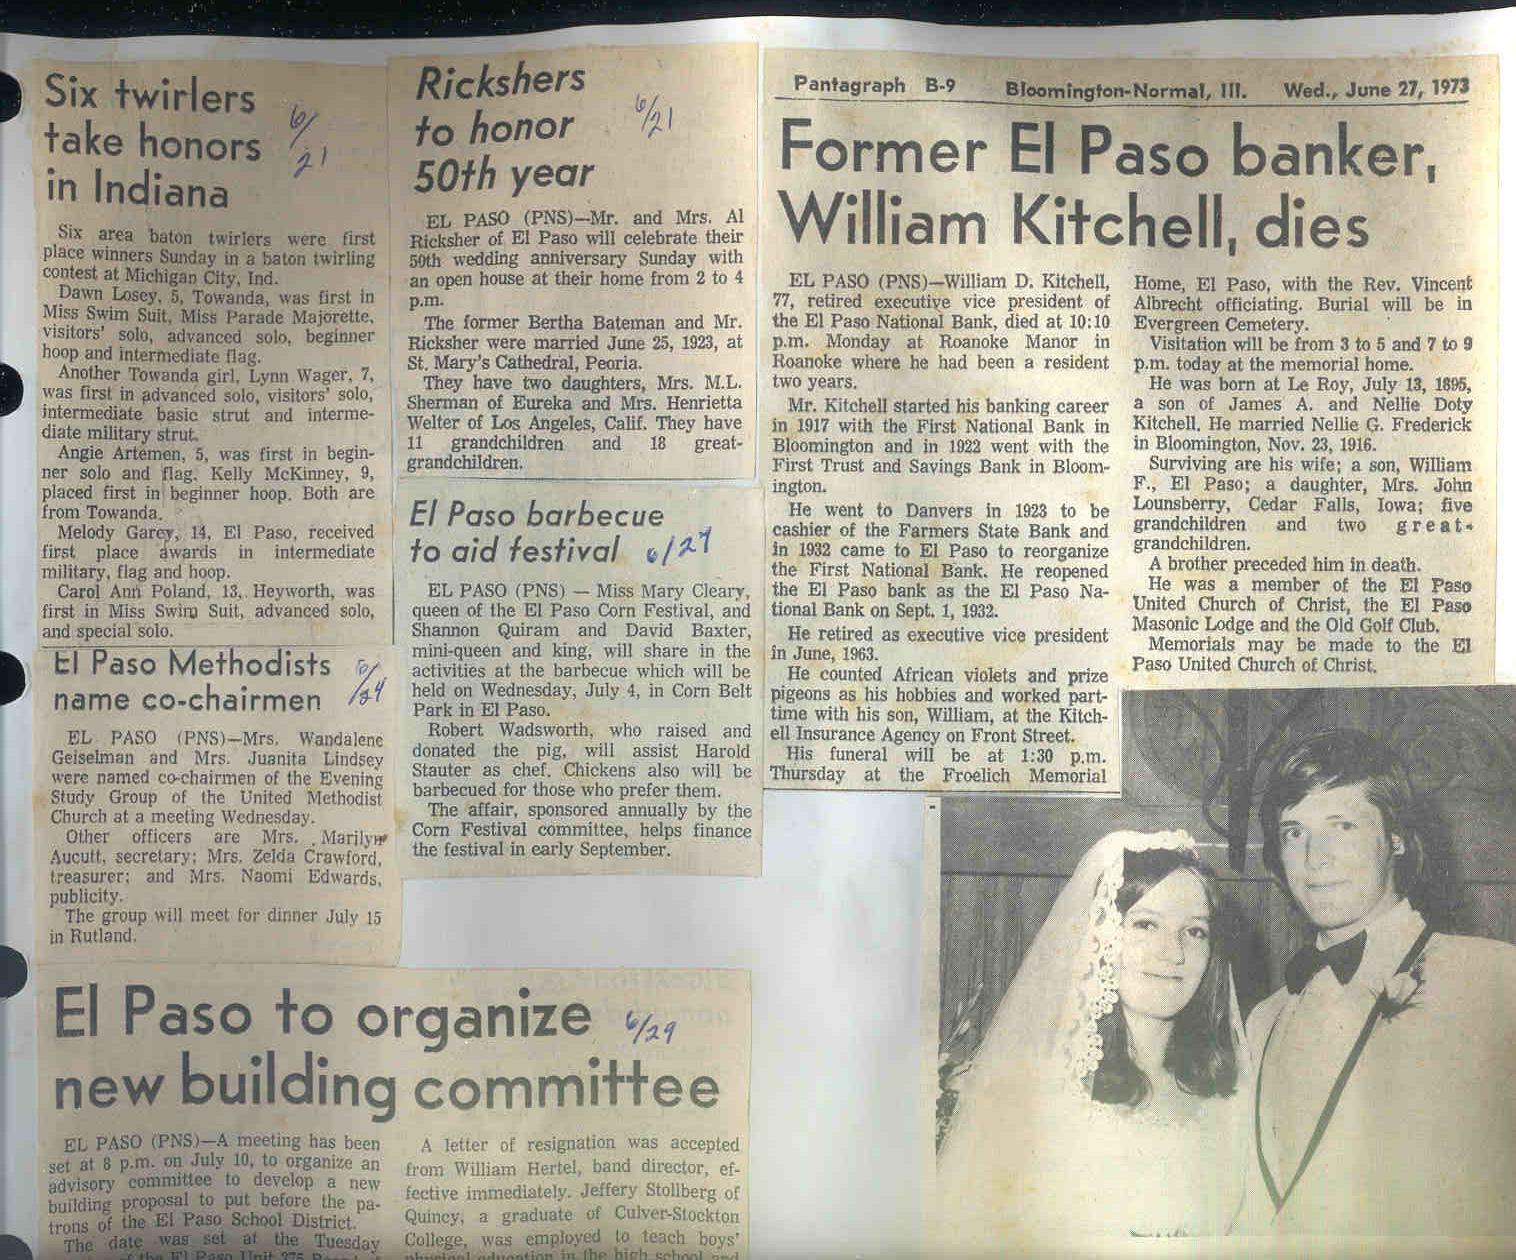 Six twirlers
take honors
in Indiana
6/
21
Six area baton twirlers were first
place winners Sunday in a baton twirling
contest at Michigan City, Ind.
Dawn Losey, 5, Towanda, was first in
Miss Swim Suit, Miss Parade Majorette,
visitors' solo, advanced solo, beginner
hoop and intermediate flag.
Another Towanda girl, Lynn Wager, 7,
was first in advanced solo, visitors' solo,
intermediate basic strut and interme-
diate military strut.
Angie Artemen, 5, was first in begin-
ner solo and flag. Kelly McKinney, 9,
placed first in beginner hoop. Both are
from Towanda.
Melody Garey, 14, El Paso, received
first place awards in intermediate
military, flag and hoop.
Carol Ann Poland, 13, Heyworth, was
first in Miss Swim Suit, advanced solo,
and special solo.
El Paso Methodists
name co-chairmen
6/24
EL PASO (PNS)—Mrs. Wandalene
Geiselman and Mrs. Juanita Lindsey
were named co-chairmen of the Evening
Study Group of the United Methodist
Church at a meeting Wednesday.
Other officers are Mrs. Marilyn
Aucutt, secretary; Mrs. Zelda Crawford,
treasurer; and Mrs. Naomi Edwards,
publicity.
The group will meet for dinner July 15
in Rutland.
Rickshers
to honor
50th year
6/21
EL PASO (PNS)—Mr. and Mrs. Al
Ricksher of El Paso will celebrate their
50th wedding anniversary Sunday with
an open house at their home from 2 to 4
p.m.
The former Bertha Bateman and Mr.
Ricksher were married June 25, 1923, at
St. Mary's Cathedral, Peoria.
They have two daughters, Mrs. M.L.
Sherman of Eureka and Mrs. Henrietta
Welter of Los Angeles, Calif. They have
11 grandchildren and 18 great-
grandchildren.
El Paso barbecue
to aid festival
6/27
EL PASO (PNS) — Miss Mary Cleary,
queen of the El Paso Corn Festival, and
Shannon Quiram and David Baxter,
mini-queen and king, will share in the
activities at the barbecue which will be
held on Wednesday, July 4, in Corn Belt
Park in El Paso.
Robert Wadsworth, who raised and
donated the pig, will assist Harold
Stauter as chef. Chickens also will be
barbecued for those who prefer them.
The affair, sponsored annually by the
Corn Festival committee, helps finance
the festival in early September.
Pantagraph B-9 Bloomington-Normal, Ill. Wed., June 27, 1973
Former El Paso banker,
William Kitchell, dies
EL PASO (PNS)—William D. Kitchell,
77, retired executive vice president of
the El Paso National Bank, died at 10:10
p.m. Monday at Roanoke Manor in
Roanoke where he had been a resident
two years.
Mr. Kitchell started his banking career
in 1917 with the First National Bank in
Bloomington and in 1922 went with the
First Trust and Savings Bank in Bloom-
ington.
He went to Danvers in 1923 to be
cashier of the Farmers State Bank and
in 1932 came to El Paso to reorganize
the First National Bank. He reopened
the El Paso bank as the El Paso Na-
tional Bank on Sept. 1, 1932.
He retired as executive vice president
in June, 1963.
He counted African violets and prize
pigeons as his hobbies and worked part-
time with his son, William, at the Kitch-
ell Insurance Agency on Front Street.
His funeral will be at 1:30 p.m.
Thursday at the Froelich Memorial
Home, El Paso, with the Rev. Vincent
Albrecht officiating. Burial will be in
Evergreen Cemetery.
Visitation will be from 3 to 5 and 7 to 9
p.m. today at the memorial home.
He was born at Le Roy, July 13, 1895,
a son of James A. and Nellie Doty
Kitchell. He married Nellie G. Frederick
in Bloomington, Nov. 23, 1916.
Surviving are his wife; a son, William
F., El Paso; a daughter, Mrs. John
Lounsberry, Cedar Falls, Iowa; five
grandchildren and two great-
grandchildren.
A brother preceded him in death.
He was a member of the El Paso
United Church of Christ, the El Paso
Masonic Lodge and the Old Golf Club.
Memorials may be made to the El
Paso United Church of Christ.
El Paso to organize
new building committee
6/29
EL PASO (PNS)—A meeting has been
set at 8 p.m. on July 10, to organize an
advisory committee to develop a new
building proposal to put before the pa-
trons of the El Paso School District.
The date was set at the Tuesday
of the El Paso Unit 375
A letter of resignation was accepted
from William Hertel, band director, ef-
fective immediately. Jeffery Stollberg of
Quincy, a graduate of Culver-Stockton
College, was employed to teach boys'
physical education in the high school and